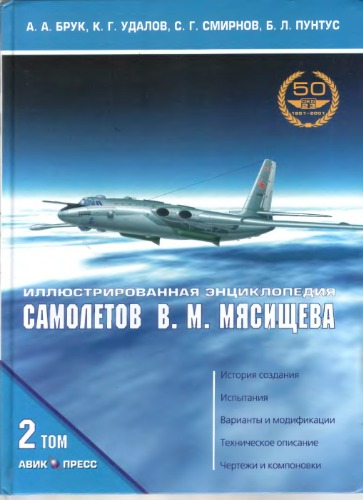 А. А. БРУК, К. Г. УДАЛОВ, С. Г. СМИРНОВ, Б. Л. ПУНТУС
50
1951-2001
ИЛЛЮСТРИРОВАННАЯ ЭНЦИКЛОПЕДИЯ
САМОЛЕТОВ В. М. МЯСИЩЕВА
История создания
Испытания
Варианты и модификации
Техническое описание
Чертежи и компоновки
2 ТОМ
АВИКО ПРЕСС